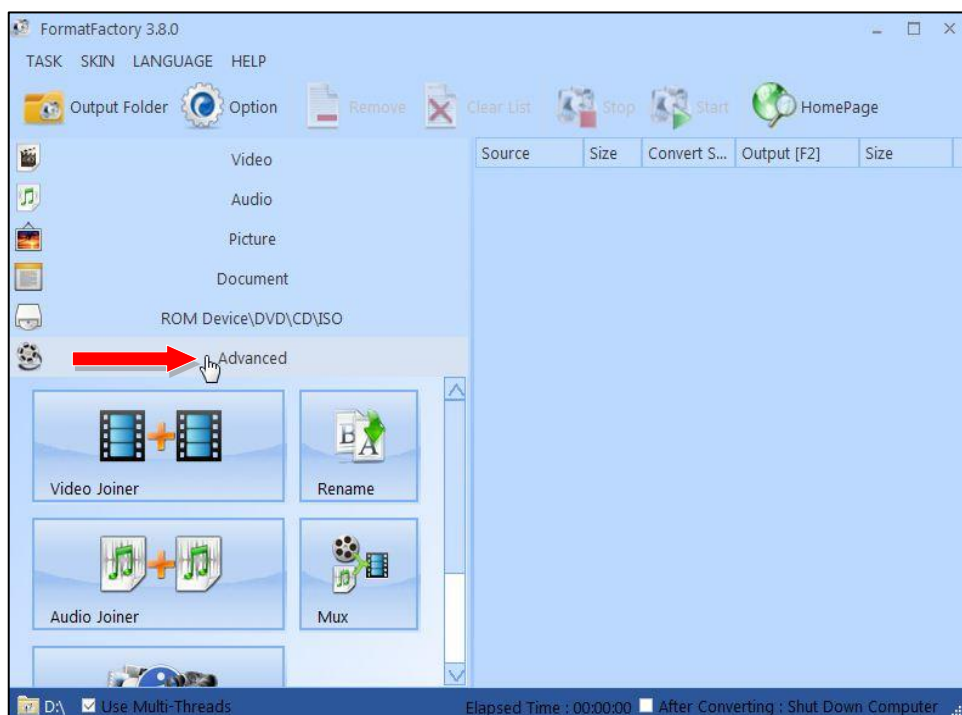 FormatFactory 3.8.0
TASK SKIN LANGUAGE HELP
Output Folder Option Remove Clear List Stop Start HomePage
Video
Audio
Picture
Document
ROM Device\DVD\CD\ISO
Advanced
Source Size Convert S... Output [F2] Size
Video Joiner Rename
Audio Joiner Mux
D:\ Use Multi-Threads Elapsed Time : 00:00:00 After Converting : Shut Down Computer